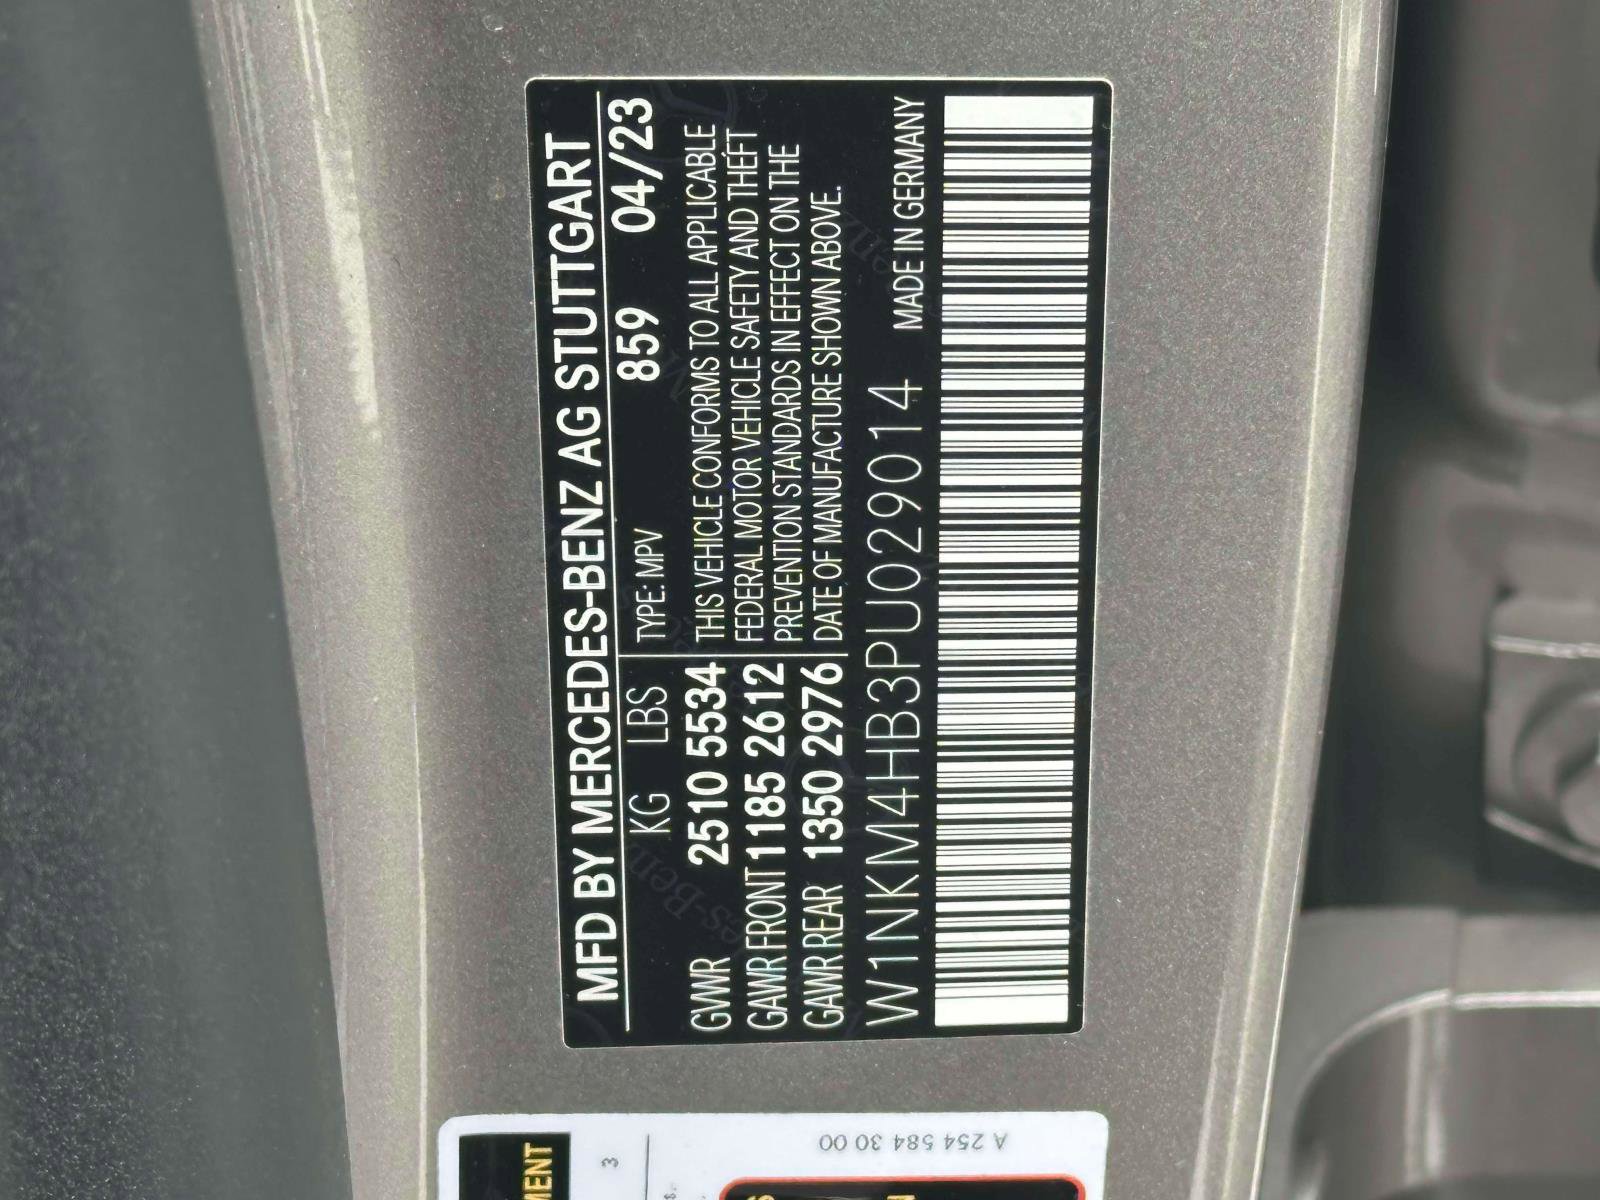 MFD BY MERCEDES-BENZ AG STUTTGART
KG LBS TYPE: MPV 859 04/23
GVWR 2510 5534
GAWR FRONT 1185 2612
GAWR REAR 1350 2976
THIS VEHICLE CONFORMS TO ALL APPLICABLE
FEDERAL MOTOR VEHICLE SAFETY AND THEFT
PREVENTION STANDARDS IN EFFECT ON THE
DATE OF MANUFACTURE SHOWN ABOVE.
W1NKM4HB3PU029014 MADE IN GERMANY
A 254 584 30 00
3